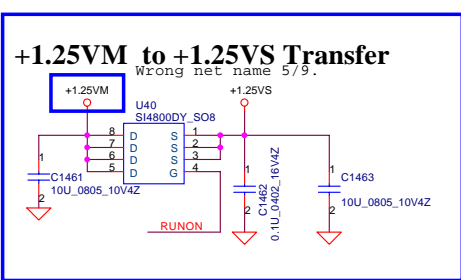 +1.25VM to +1.25VS Transfer
Wrong net name 5/9.
+1.25VM
+1.25VS
U40
SI4800DY_SO8
8 D S 1
7 D S 2
6 D S 3
5 D G 4
1
C1461
2
10U_0805_10V4Z
1
C1462
0.1U_0402_16V4Z
2
1
C1463
10U_0805_10V4Z
2
RUNON